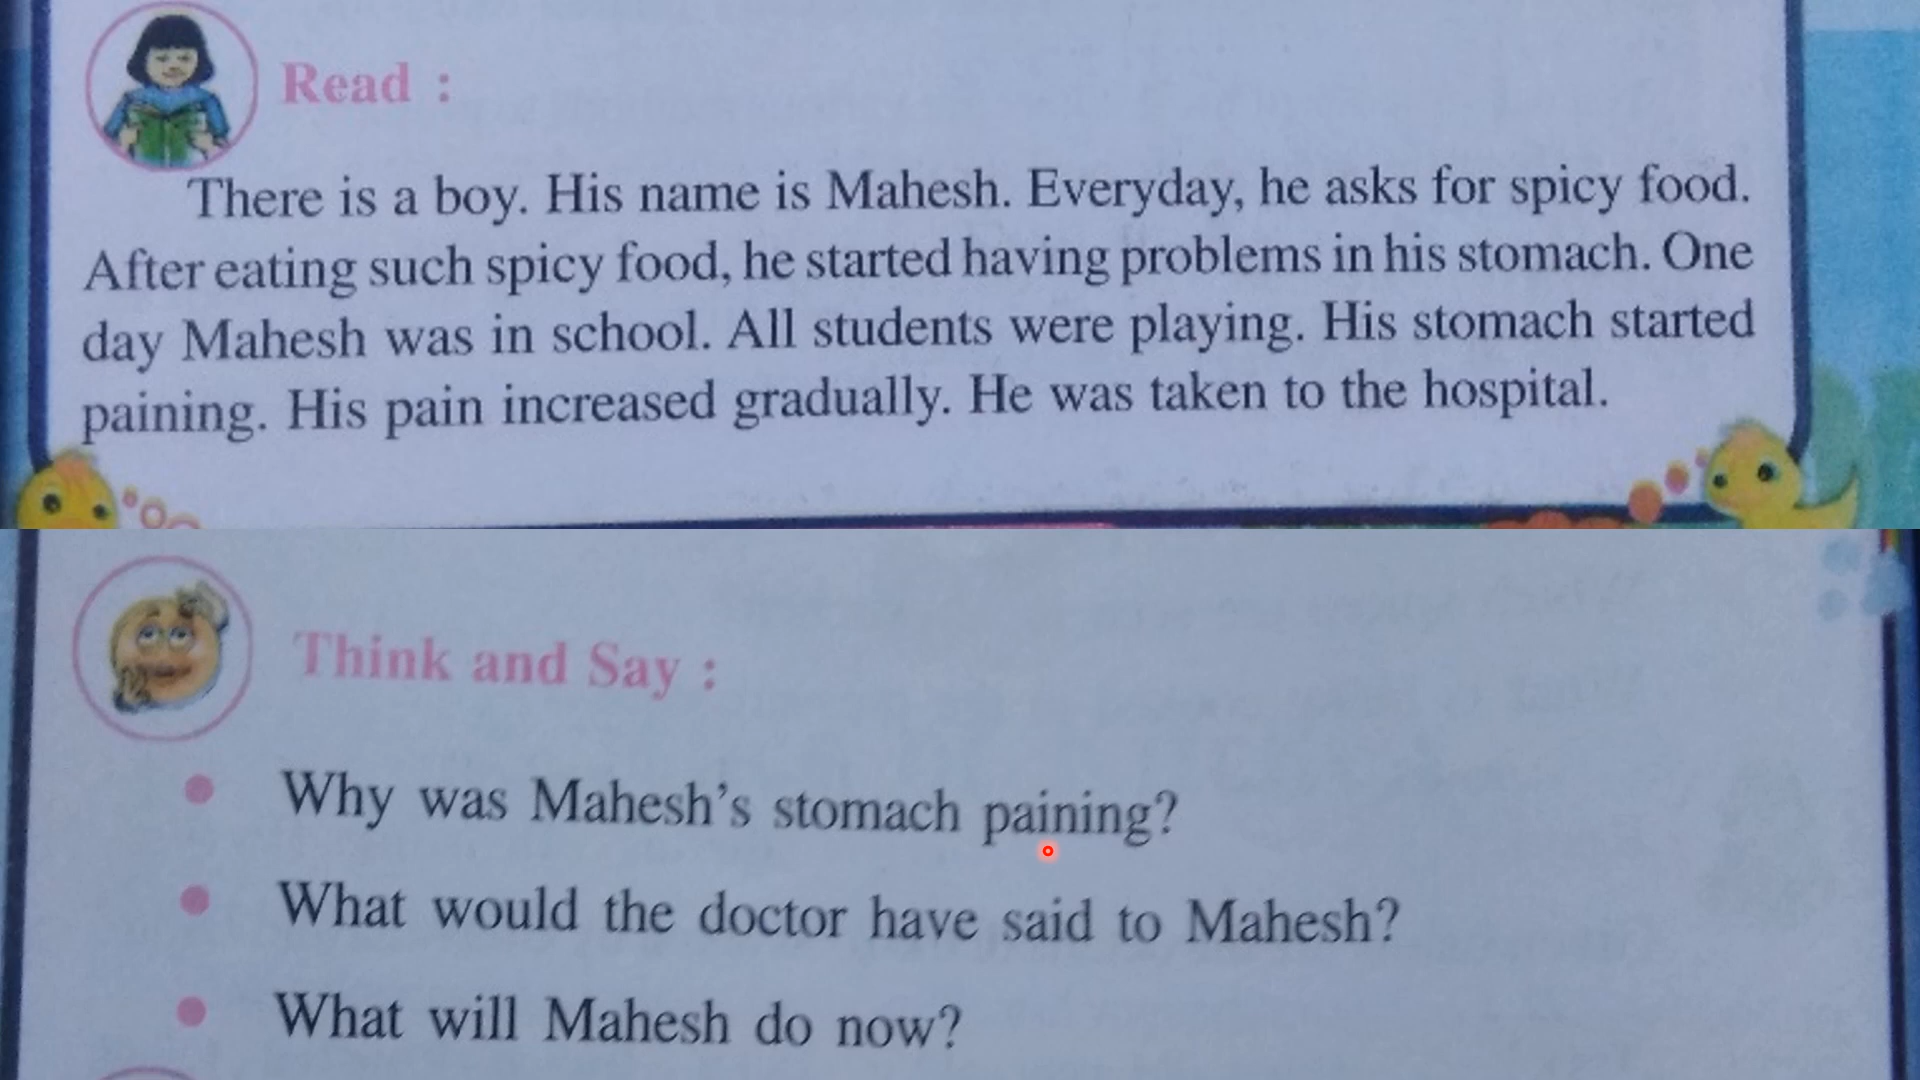 Read :
There is a boy. His name is Mahesh. Everyday, he asks for spicy food.
After eating such spicy food, he started having problems in his stomach. One
day Mahesh was in school. All students were playing. His stomach started
paining. His pain increased gradually. He was taken to the hospital.
Think and Say :
Why was Mahesh's stomach paining?
What would the doctor have said to Mahesh?
What will Mahesh do now?